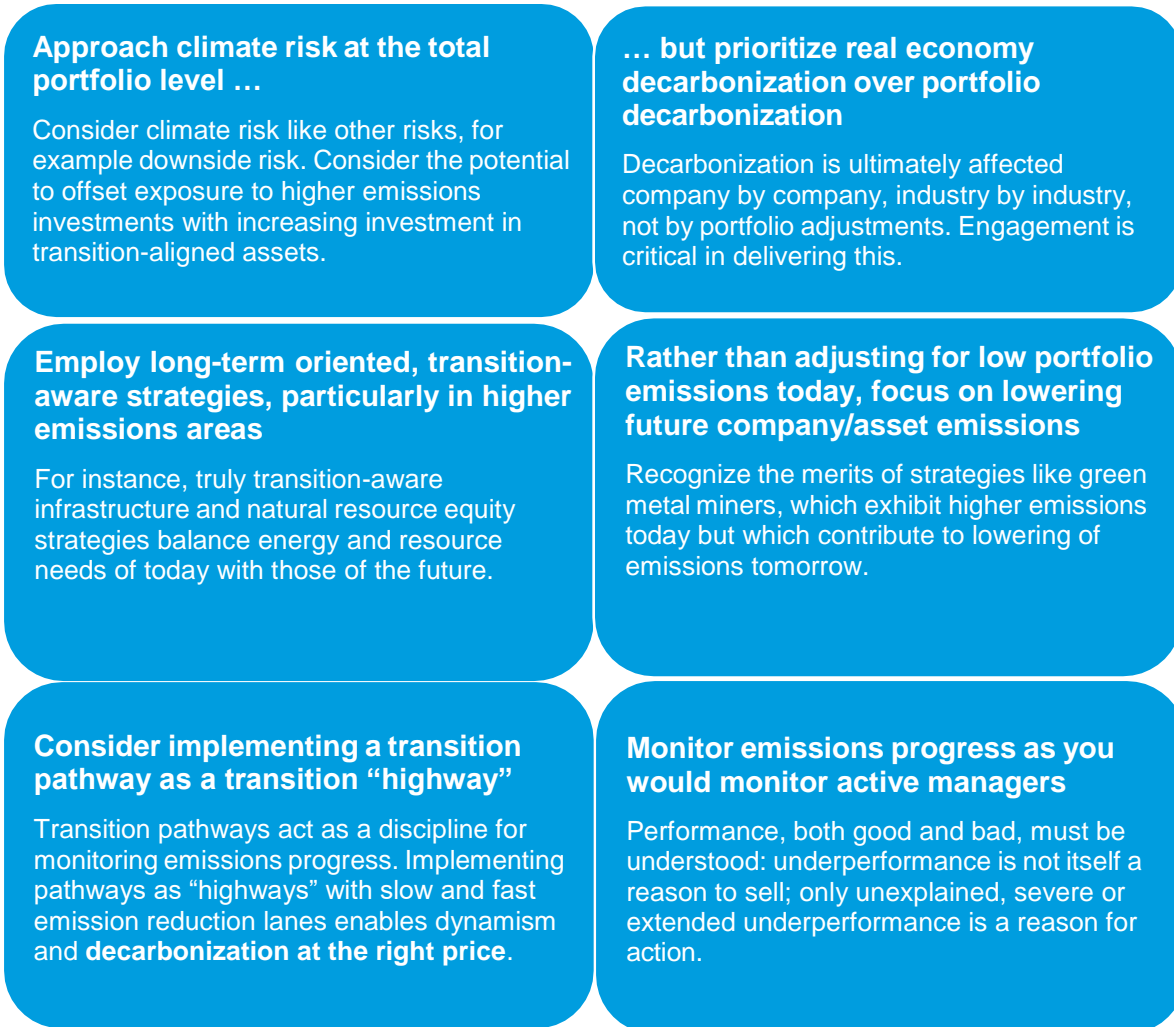 Approach climate risk at the total
portfolio level …
Consider climate risk like other risks, for
example downside risk. Consider the potential
to offset exposure to higher emissions
investments with increasing investment in
transition-aligned assets.
… but prioritize real economy
decarbonization over portfolio
decarbonization
Decarbonization is ultimately affected
company by company, industry by industry,
not by portfolio adjustments. Engagement is
critical in delivering this.
Employ long-term oriented, transition-
aware strategies, particularly in higher
emissions areas
For instance, truly transition-aware
infrastructure and natural resource equity
strategies balance energy and resource
needs of today with those of the future.
Rather than adjusting for low portfolio
emissions today, focus on lowering
future company/asset emissions
Recognize the merits of strategies like green
metal miners, which exhibit higher emissions
today but which contribute to lowering of
emissions tomorrow.
Consider implementing a transition
pathway as a transition “highway”
Transition pathways act as a discipline for
monitoring emissions progress. Implementing
pathways as “highways” with slow and fast
emission reduction lanes enables dynamism
and decarbonization at the right price.
Monitor emissions progress as you
would monitor active managers
Performance, both good and bad, must be
understood: underperformance is not itself a
reason to sell; only unexplained, severe or
extended underperformance is a reason for
action.